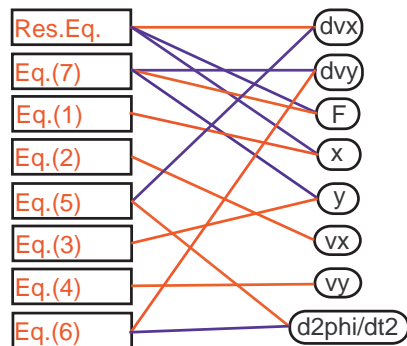 Res.Eq.
dvx
Eq.(7)
dvy
Eq.(1)
F
Eq.(2)
x
Eq.(5)
y
Eq.(3)
vx
Eq.(4)
vy
Eq.(6)
d2phi/dt2